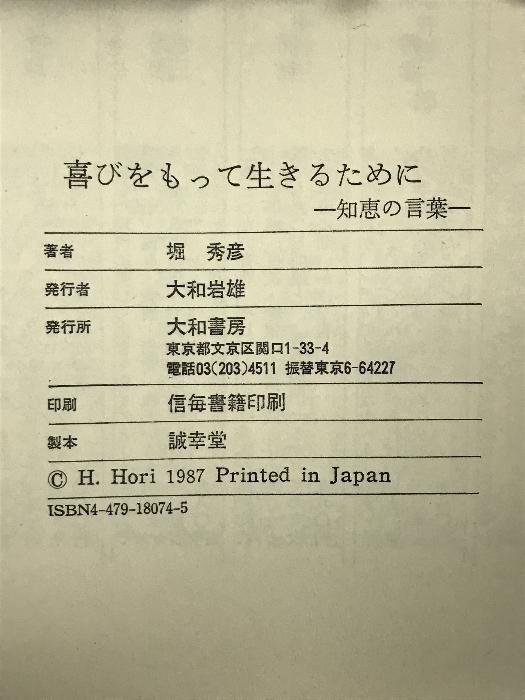 喜びをもって生きるために
―知恵の言葉―
著者 堀 秀彦
発行者 大和岩雄
発行所 大和書房
東京都文京区関口1-33-4
電話03(203)4511 振替東京6-64227
印刷 信毎書籍印刷
製本 誠幸堂
© H. Hori 1987 Printed in Japan
ISBN4-479-18074-5